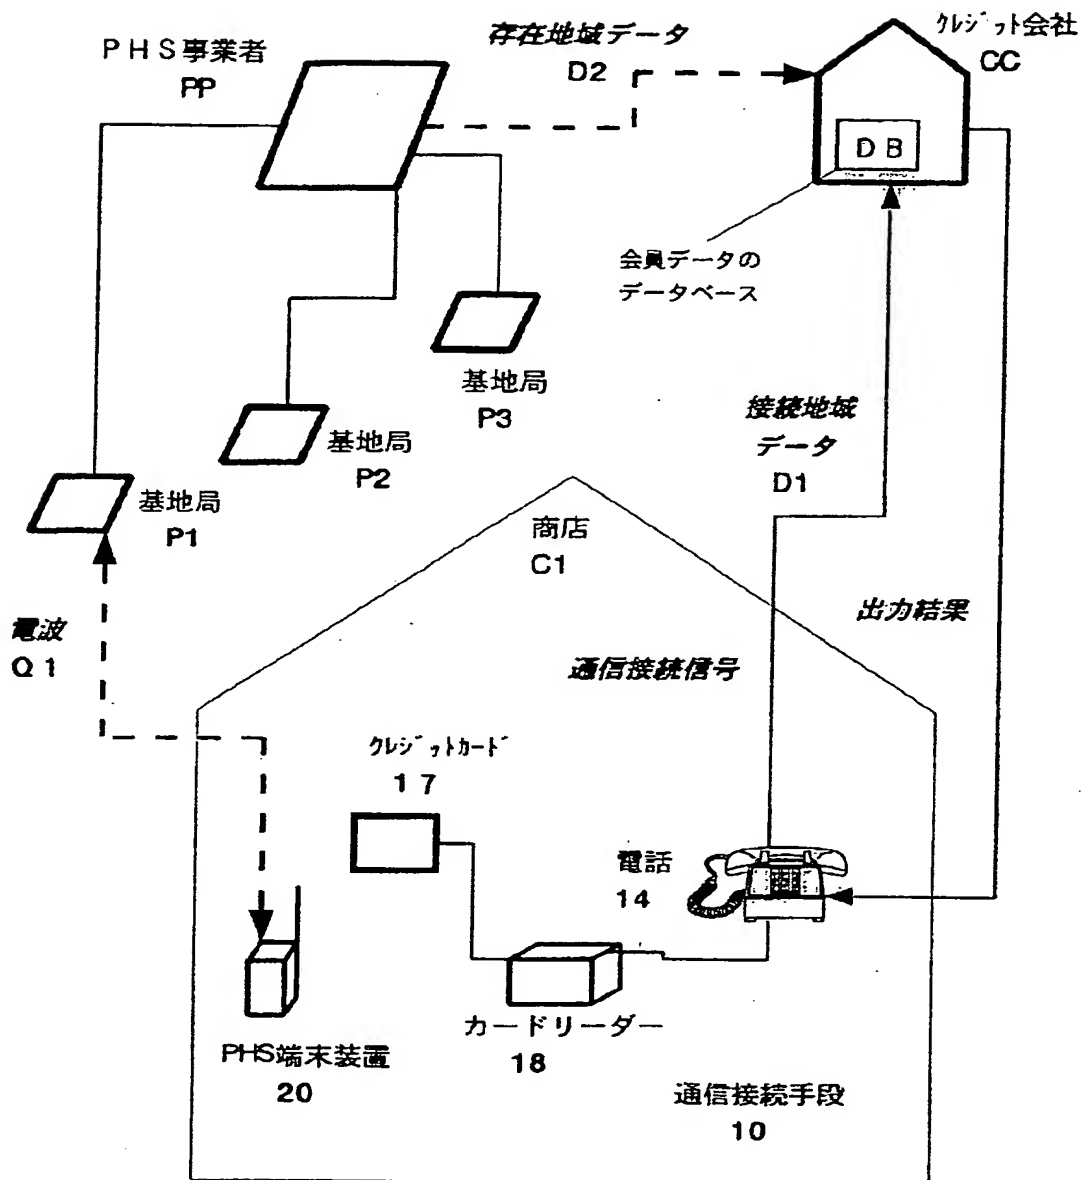 存在地域データ
D2
クレジット会社
CC
PHS事業者
PP
DB
会員データの
データベース
基地局
P3
接続地域
データ
D1
基地局
P2
基地局
P1
商店
C1
出力結果
電波
Q1
通信接続信号
クレジットカード
17
電話
14
カードリーダー
18
PHS端末装置
20
通信接続手段
10